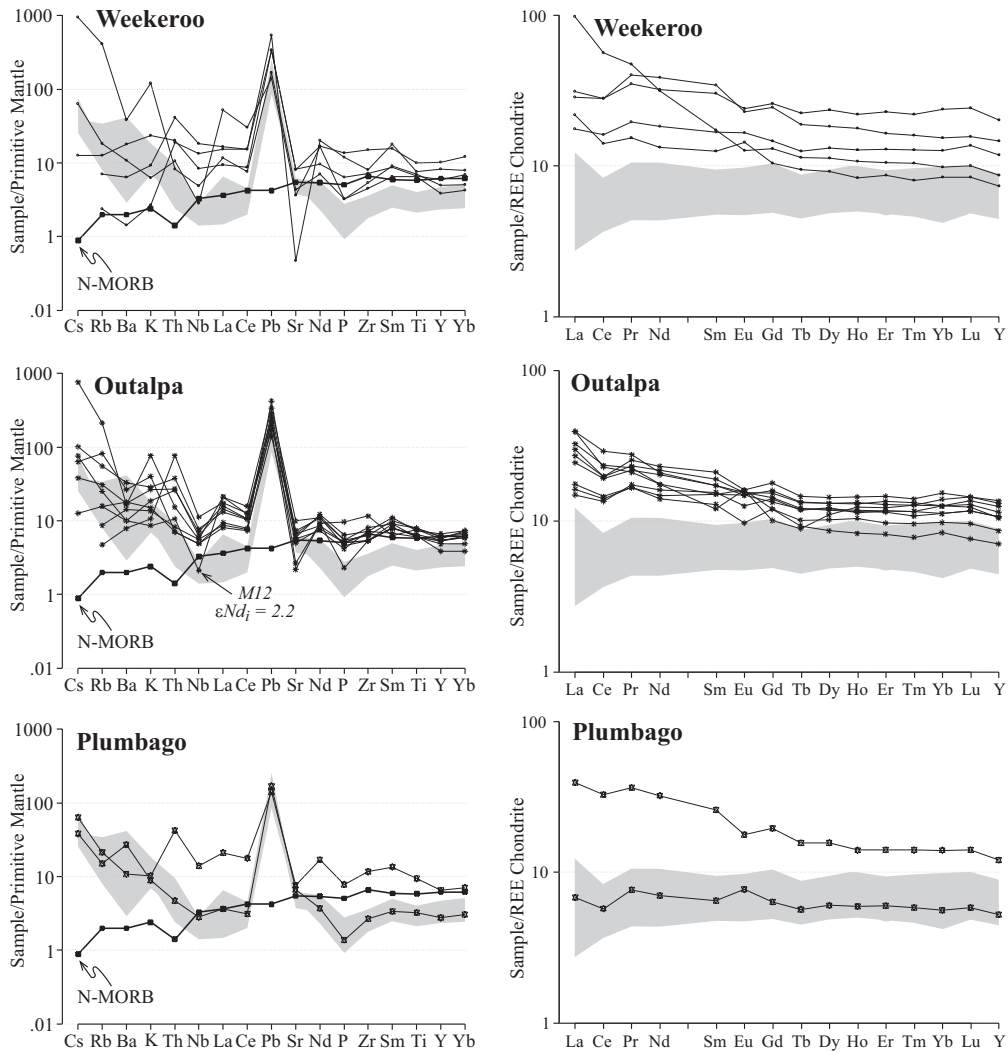 Weekeroo
1000
100
10
1
.01
Sample/Primitive Mantle
N-MORB
Cs Rb Ba K Th Nb La Ce Pb Sr Nd P Zr Sm Ti Y Yb
Weekeroo
100
10
1
Sample/REE Chondrite
La Ce Pr Nd Sm Eu Gd Tb Dy Ho Er Tm Yb Lu Y
Outalpa
1000
100
10
1
.01
Sample/Primitive Mantle
M12
εNdi = 2.2
N-MORB
Cs Rb Ba K Th Nb La Ce Pb Sr Nd P Zr Sm Ti Y Yb
Outalpa
100
10
1
Sample/REE Chondrite
La Ce Pr Nd Sm Eu Gd Tb Dy Ho Er Tm Yb Lu Y
Plumbago
1000
100
10
1
.01
Sample/Primitive Mantle
N-MORB
Cs Rb Ba K Th Nb La Ce Pb Sr Nd P Zr Sm Ti Y Yb
Plumbago
100
10
1
Sample/REE Chondrite
La Ce Pr Nd Sm Eu Gd Tb Dy Ho Er Tm Yb Lu Y